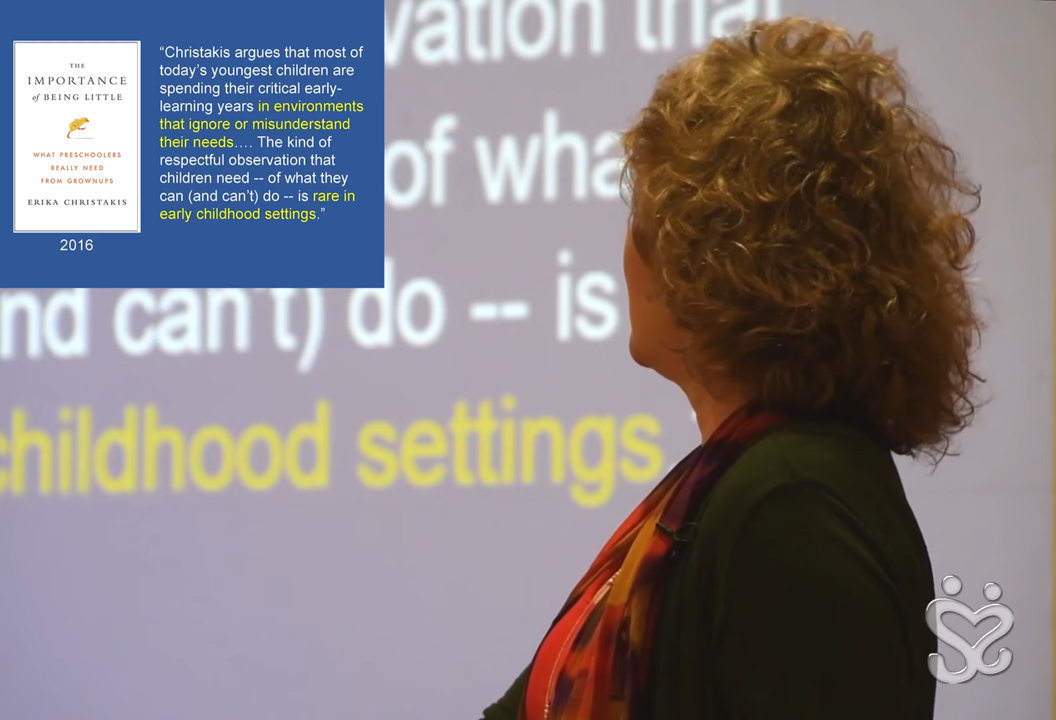 THE
IMPORTANCE
of BEING LITTLE
WHAT PRESCHOOLERS
REALLY NEED
FROM GROWNUPS
ERIKA CHRISTAKIS
2016
“Christakis argues that most of
today’s youngest children are
spending their critical early-
learning years in environments
that ignore or misunderstand
their needs…. The kind of
respectful observation that
children need -- of what they
can (and can’t) do -- is rare in
early childhood settings.”
vation that
of wha
nd can’t) do -- is
childhood settings